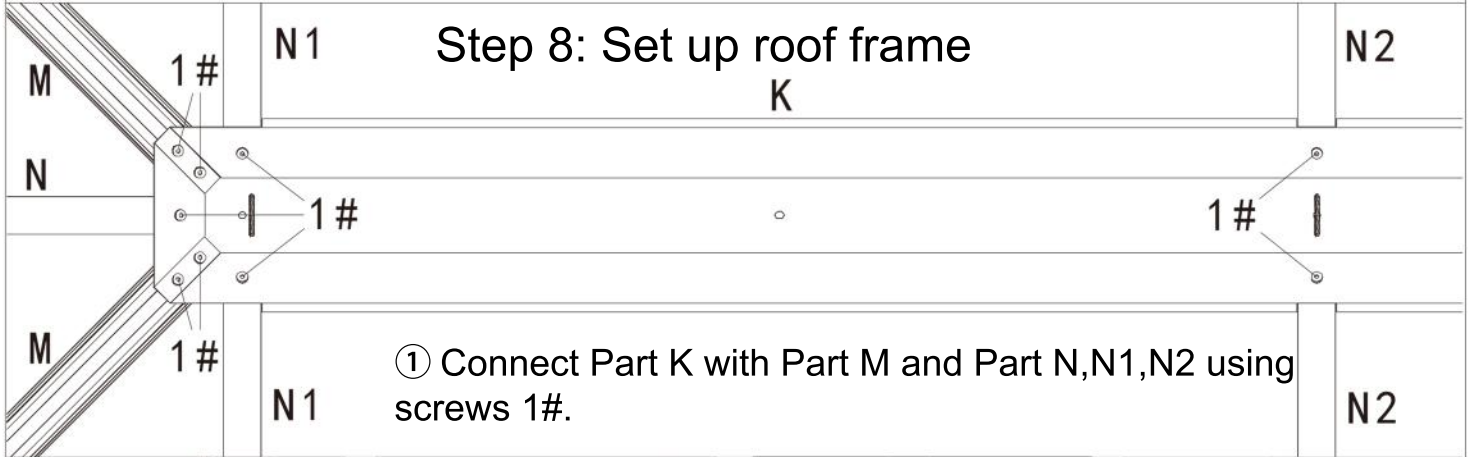 N1
Step 8: Set up roof frame
N2
M
1#
K
N
1#
1#
M
1#
① Connect Part K with Part M and Part N,N1,N2 using
screws 1#.
N1
N2